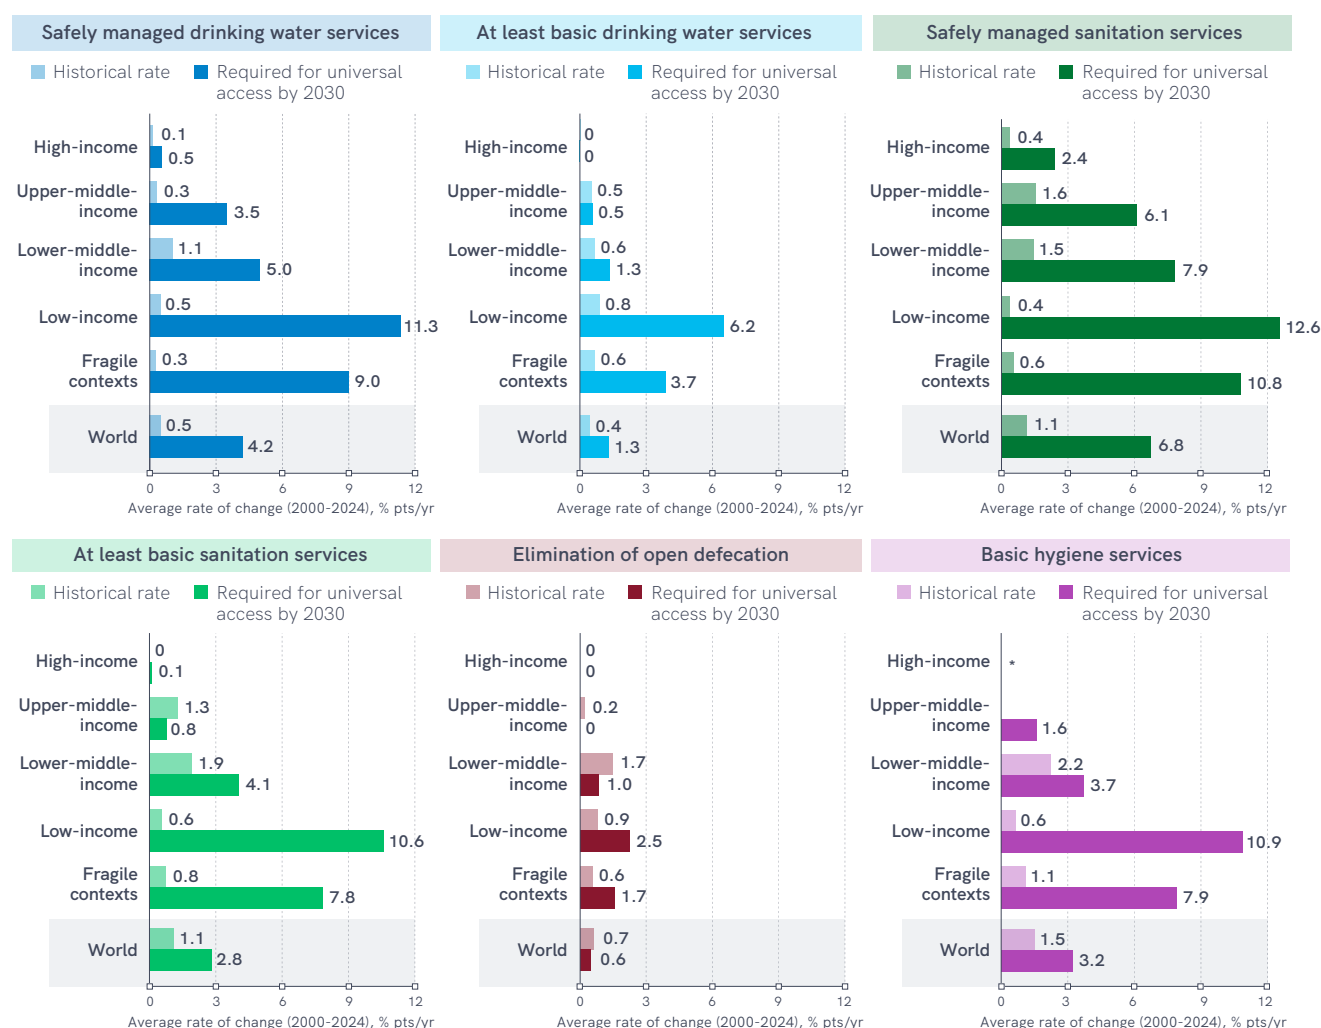 Safely managed drinking water services
Historical rate
Required for universal
access by 2030
High-income
0.1
0.5
Upper-middle-
income
0.3
3.5
Lower-middle-
income
1.1
5.0
Low-income
0.5
11.3
Fragile
contexts
0.3
9.0
World
0.5
4.2
0 3 6 9 12
Average rate of change (2000-2024), % pts/yr
At least basic drinking water services
Historical rate
Required for universal
access by 2030
High-income
0
0
Upper-middle-
income
0.5
0.5
Lower-middle-
income
0.6
1.3
Low-income
0.8
6.2
Fragile
contexts
0.6
3.7
World
0.4
1.3
0 3 6 9 12
Average rate of change (2000-2024), % pts/yr
Safely managed sanitation services
Historical rate
Required for universal
access by 2030
High-income
0.4
2.4
Upper-middle-
income
1.6
6.1
Lower-middle-
income
1.5
7.9
Low-income
0.4
12.6
Fragile
contexts
0.6
10.8
World
1.1
6.8
0 3 6 9 12
Average rate of change (2000-2024), % pts/yr
At least basic sanitation services
Historical rate
Required for universal
access by 2030
High-income
0
0.1
Upper-middle-
income
1.3
0.8
Lower-middle-
income
1.9
4.1
Low-income
0.6
10.6
Fragile
contexts
0.8
7.8
World
1.1
2.8
0 3 6 9 12
Average rate of change (2000-2024), % pts/yr
Elimination of open defecation
Historical rate
Required for universal
access by 2030
High-income
0
0
Upper-middle-
income
0.2
0
Lower-middle-
income
1.7
1.0
Low-income
0.9
2.5
Fragile
contexts
0.6
1.7
World
0.7
0.6
0 3 6 9 12
Average rate of change (2000-2024), % pts/yr
Basic hygiene services
Historical rate
Required for universal
access by 2030
High-income
*
Upper-middle-
income
1.6
Lower-middle-
income
2.2
3.7
Low-income
0.6
10.9
Fragile
contexts
1.1
7.9
World
1.5
3.2
0 3 6 9 12
Average rate of change (2000-2024), % pts/yr